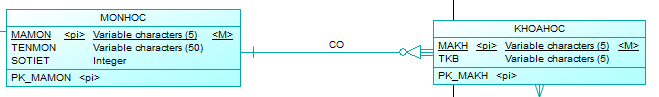 MONHOC
MAMON <pi> Variable characters (5) <M>
TENMON Variable characters (50)
SOTIET Integer
PK_MAMON <pi>
CO
KHOAHOC
MAKH <pi> Variable characters (5) <M>
TKB Variable characters (5)
PK_MAKH <pi>